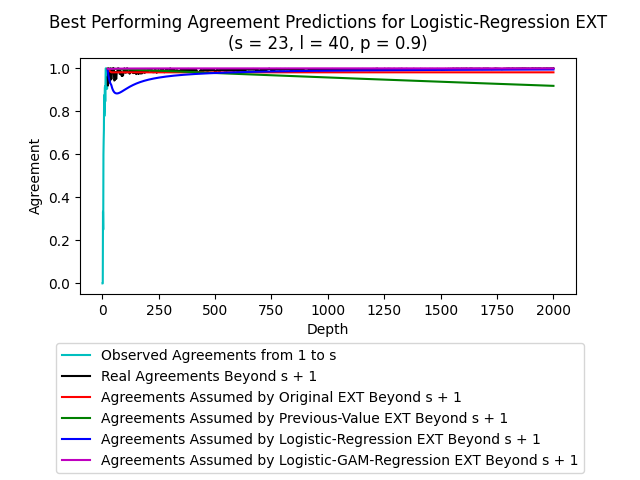 Best Performing Agreement Predictions for Logistic-Regression EXT
(s = 23, l = 40, p = 0.9)
1.0
0.8
0.6
0.4
0.2
0.0
Agreement
0 250 500 750 1000 1250 1500 1750 2000
Depth
Observed Agreements from 1 to s
Real Agreements Beyond s + 1
Agreements Assumed by Original EXT Beyond s + 1
Agreements Assumed by Previous-Value EXT Beyond s + 1
Agreements Assumed by Logistic-Regression EXT Beyond s + 1
Agreements Assumed by Logistic-GAM-Regression EXT Beyond s + 1